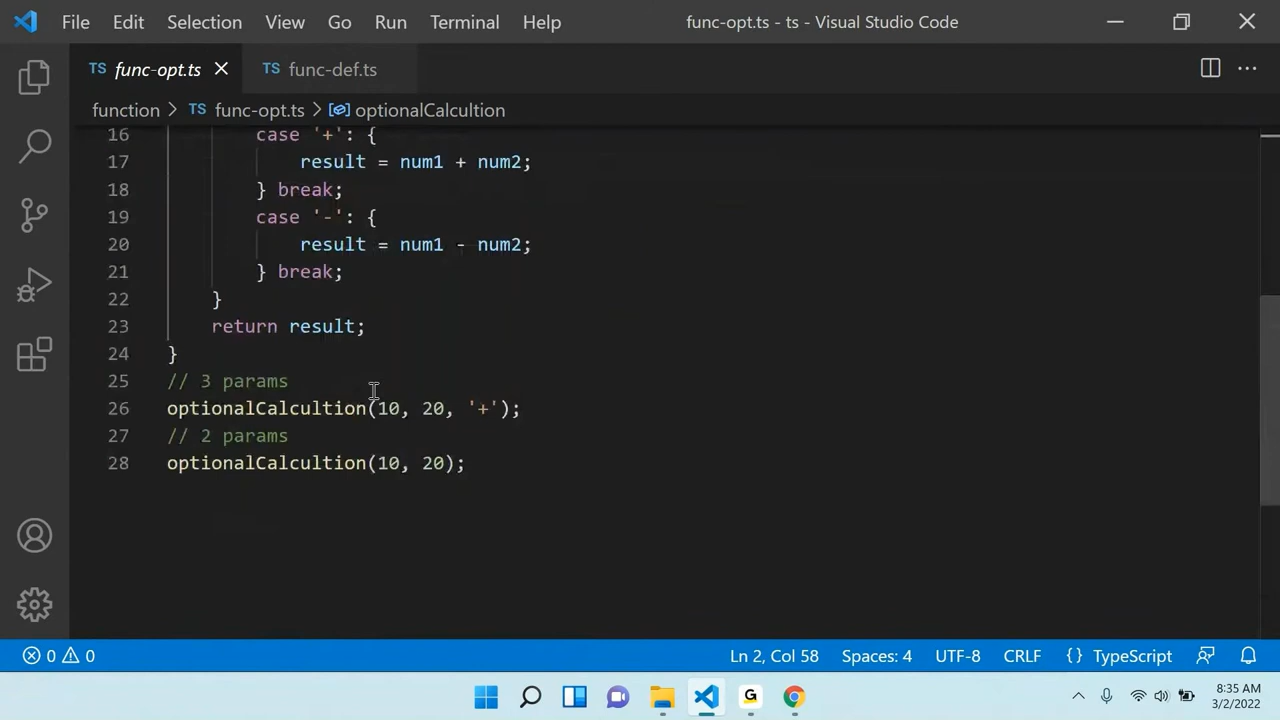 File Edit Selection View Go Run Terminal Help func-opt.ts - ts - Visual Studio Code
TS func-opt.ts TS func-def.ts
function > TS func-opt.ts > optionalCalcultion
16 case '+': {
17 result = num1 + num2;
18 } break;
19 case '-': {
20 result = num1 - num2;
21 } break;
22 }
23 return result;
24 }
25 // 3 params
26 optionalCalcultion(10, 20, '+');
27 // 2 params
28 optionalCalcultion(10, 20);
0 0 Ln 2, Col 58 Spaces: 4 UTF-8 CRLF {} TypeScript
G
8:35 AM
3/2/2022